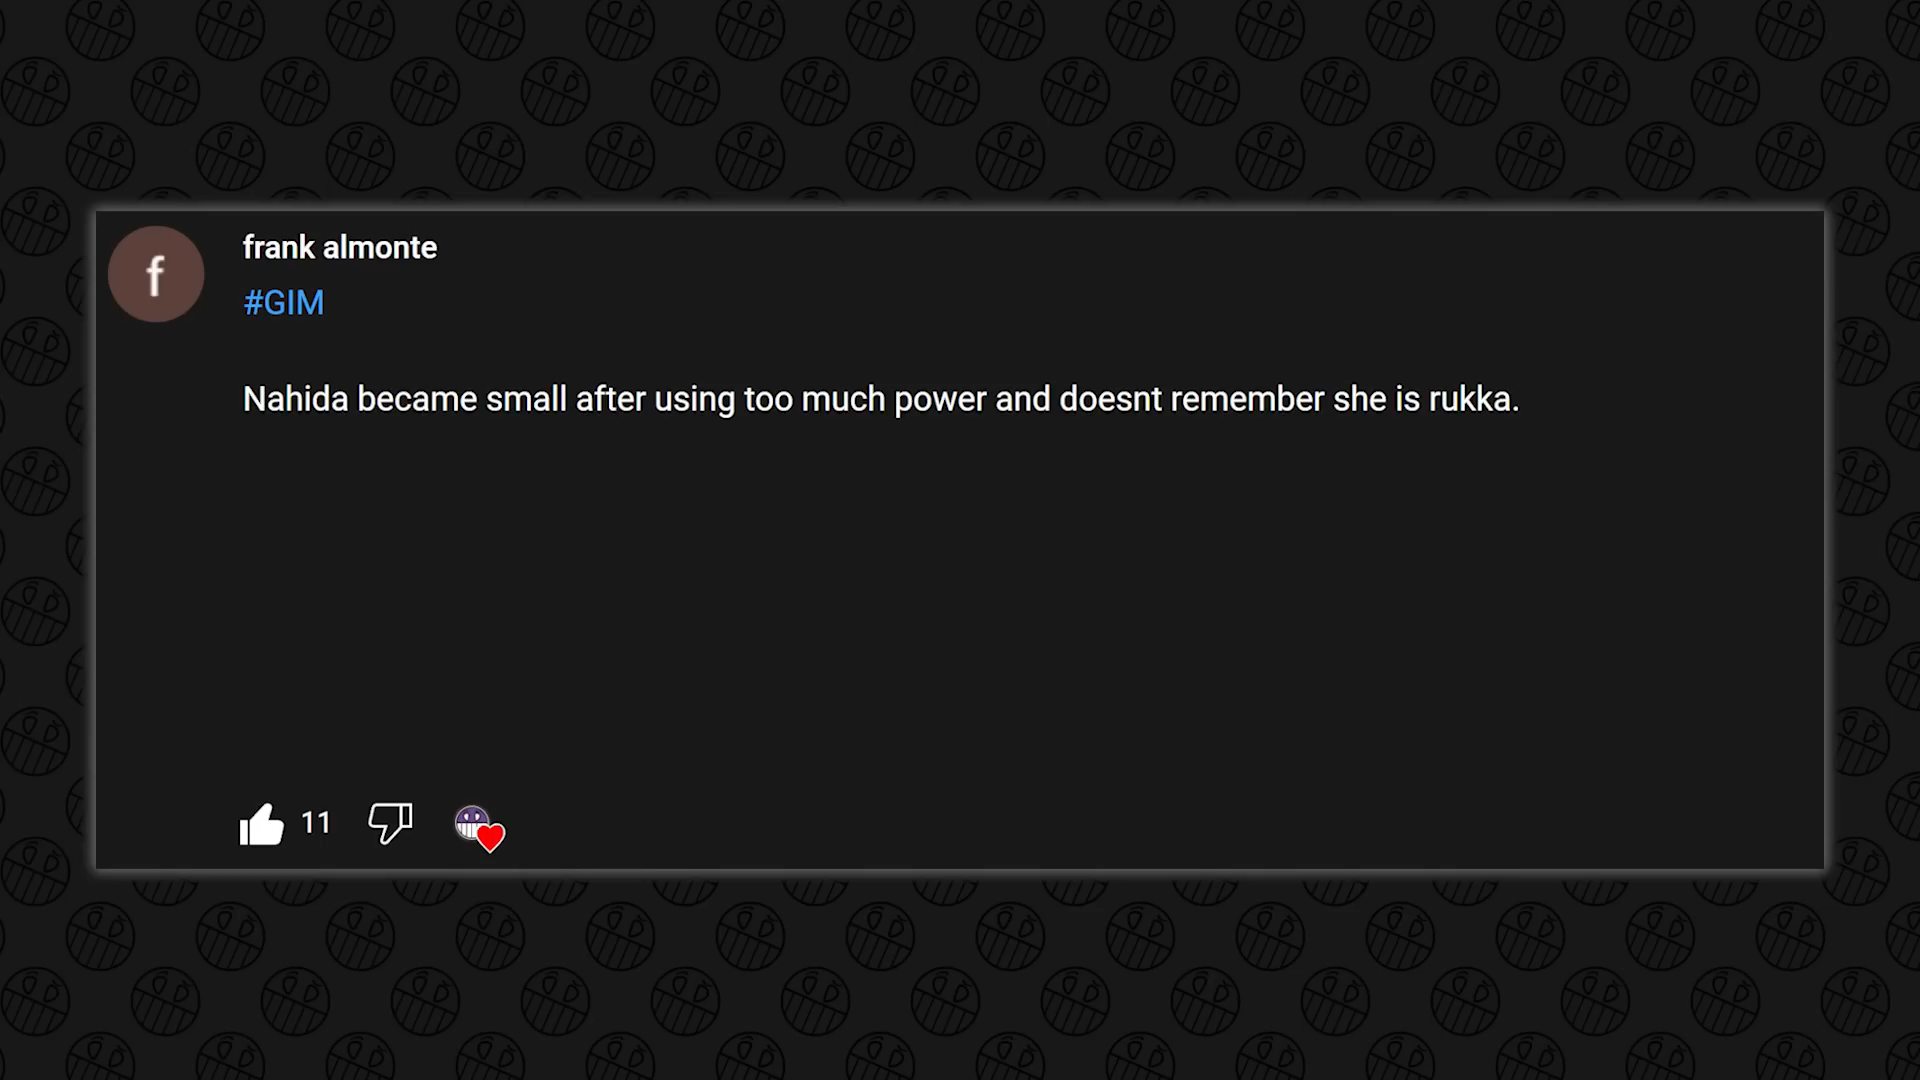 f
frank almonte
#GIM
Nahida became small after using too much power and doesnt remember she is rukka.
11